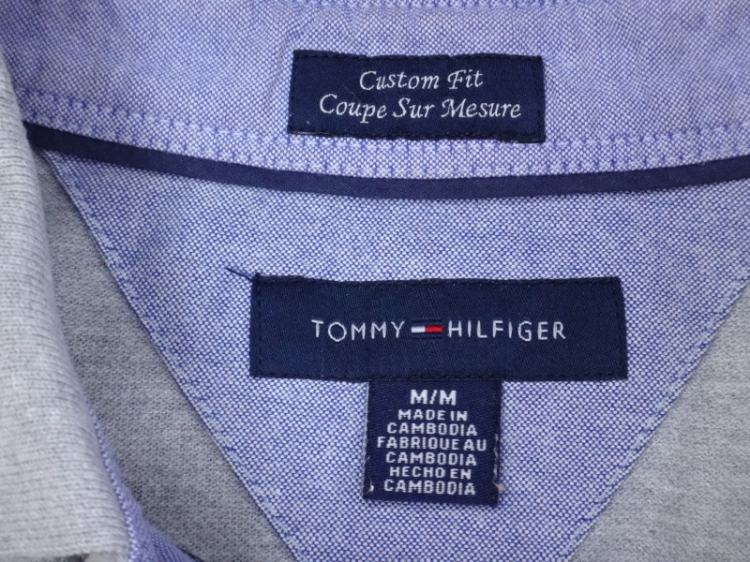 Custom Fit
Coupe Sur Mesure
TOMMY HILFIGER
M/M
MADE IN
CAMBODIA
FABRIQUE AU
CAMBODIA
HECHO EN
CAMBODIA